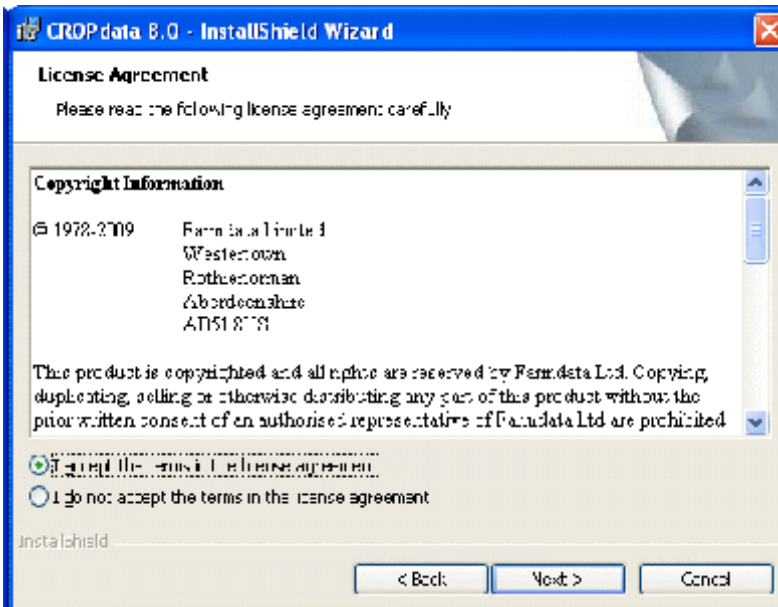 CROPdata 8.0 - InstallShield Wizard
License Agreement
Please read the following license agreement carefully
Copyright Information
© 1978-2009 Farmdata Limited
Westertown
Rothienorman
Aberdeenshire
This product is copyrighted and all rights are reserved by Farmdata Ltd. Copying,
duplicating, selling or otherwise distributing any part of this product without the
prior written consent of an authorised representative of Farmdata Ltd are prohibited
I accept the terms in the license agreement
I do not accept the terms in the license agreement
InstallShield
< Back
Next >
Cancel